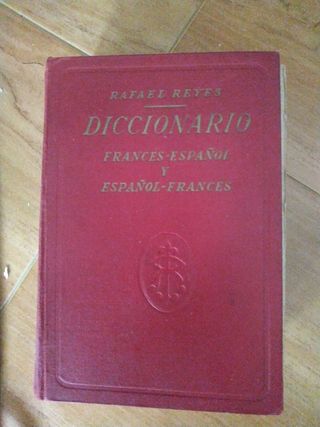 RAFAEL REYES
DICCIONARIO
FRANCES-ESPAÑOL
Y
ESPAÑOL-FRANCES